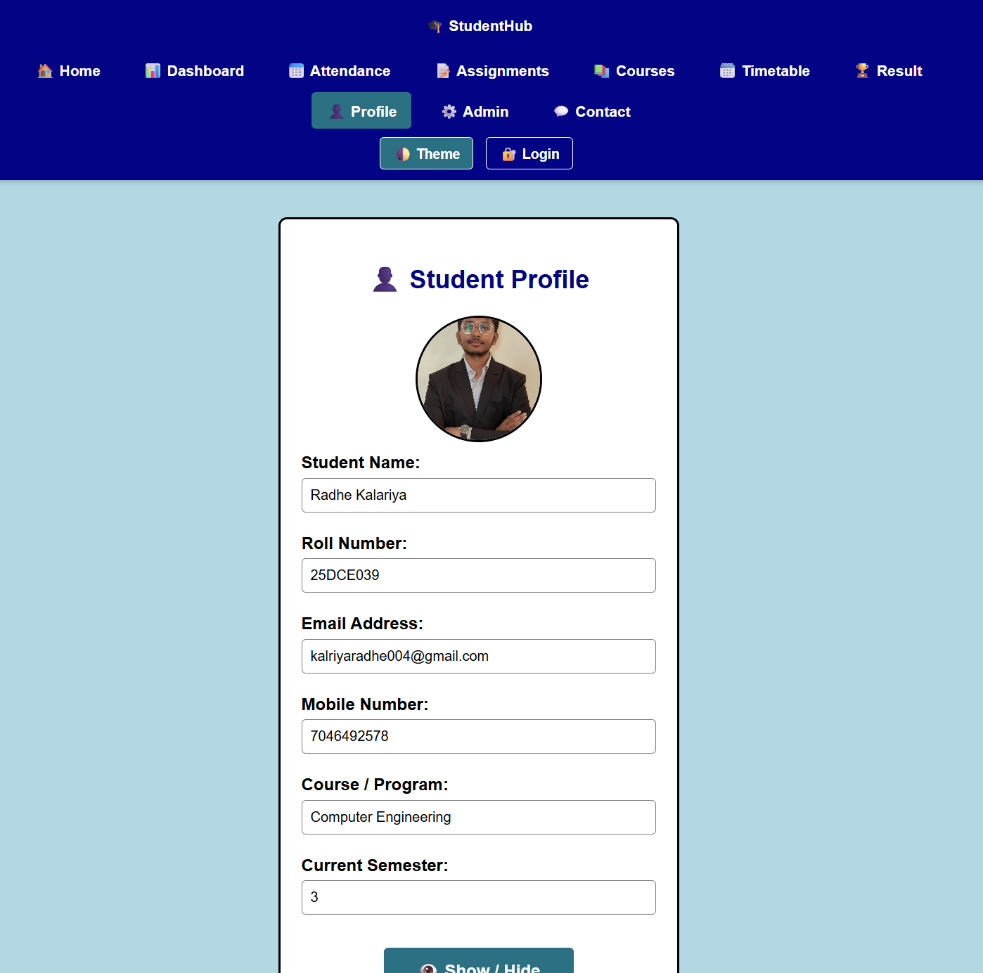 StudentHub
Home Dashboard Attendance Assignments Courses Timetable Result
Profile Admin Contact
Theme Login
Student Profile
Student Name:
Radhe Kalariya
Roll Number:
25DCE039
Email Address:
kalriyaradhe004@gmail.com
Mobile Number:
7046492578
Course / Program:
Computer Engineering
Current Semester:
3
Show / Hide